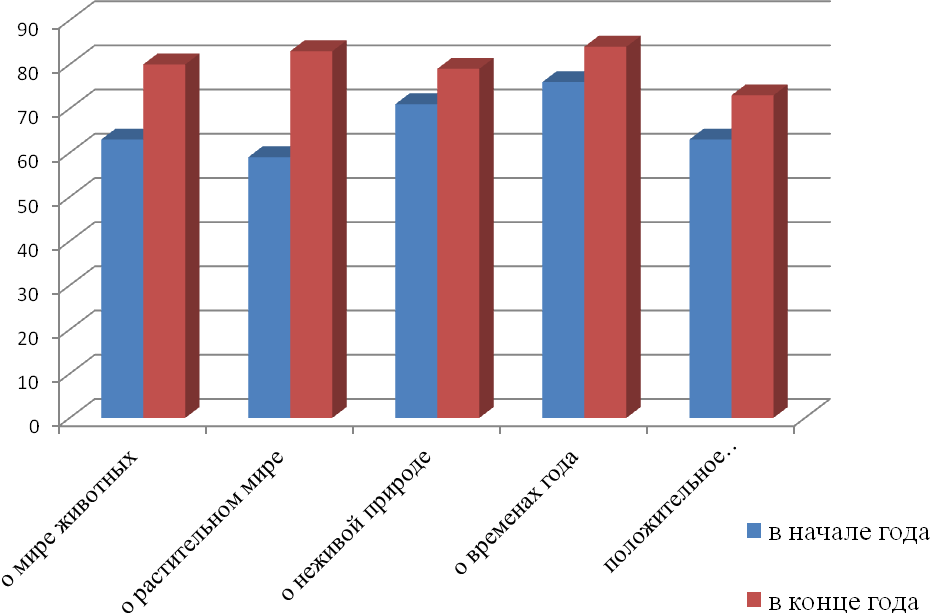 90
80
70
60
50
40
30
20
10
0
о мире животных
о растительном мире
о неживой природе
о временах года
положительное..
в начале года
в конце года